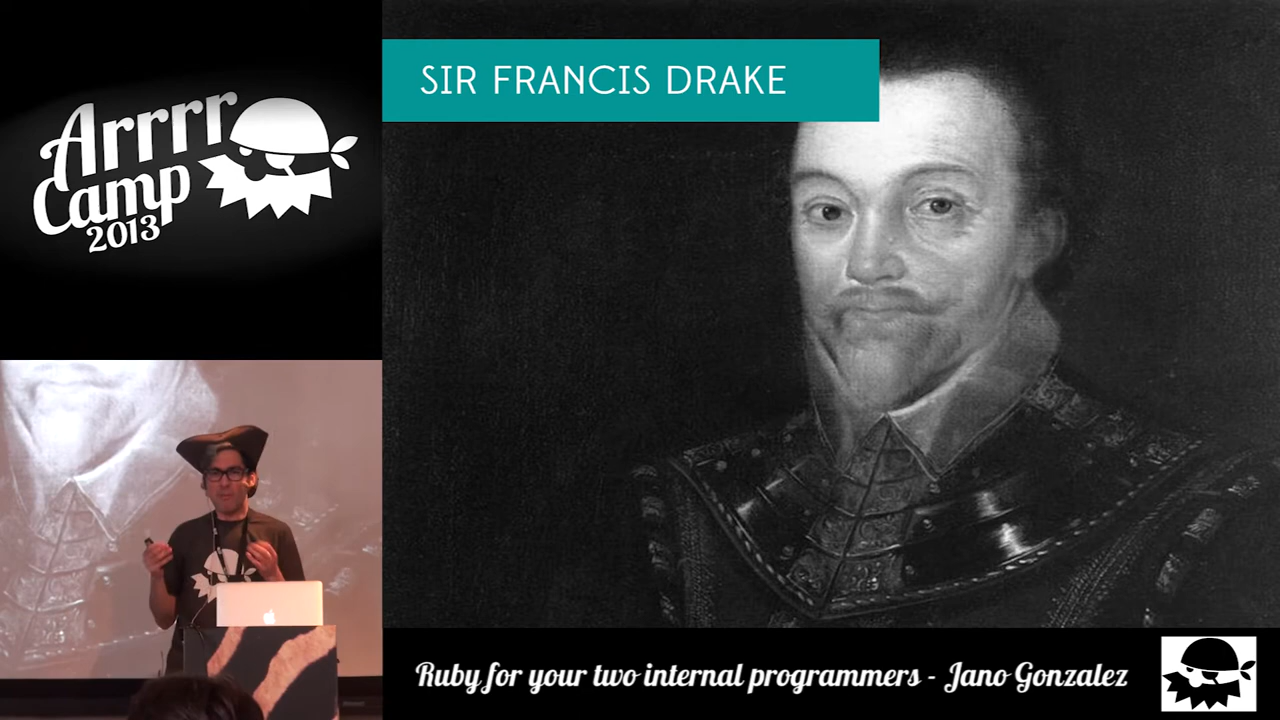 Arrrr
Camp
2013
SIR FRANCIS DRAKE
Ruby for your two internal programmers - Jano Gonzalez